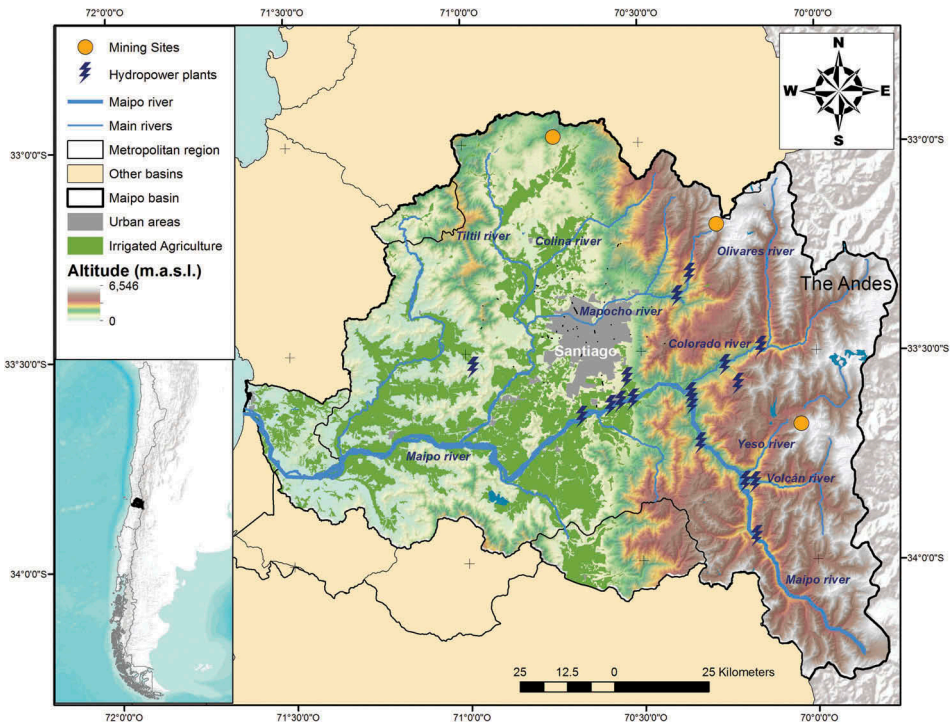 72°0'0"W
71°30'0"W
71°0'0"W
70°30'0"W
70°0'0"W
Mining Sites
Hydropower plants
Maipo river
Main rivers
Metropolitan region
Other basins
Maipo basin
Urban areas
Irrigated Agriculture
Altitude (m.a.s.l.)
6,546
0
N
W
E
S
33°0'0"S
33°0'0"S
Tiltil river
Colina river
Olivares river
The Andes
Mapocho river
Colorado river
Santiago
33°30'0"S
33°30'0"S
Yeso river
Maipo river
Volcán river
34°0'0"S
34°0'0"S
Maipo river
25
12.5
0
25 Kilometers
72°0'0"W
71°30'0"W
71°0'0"W
70°30'0"W
70°0'0"W